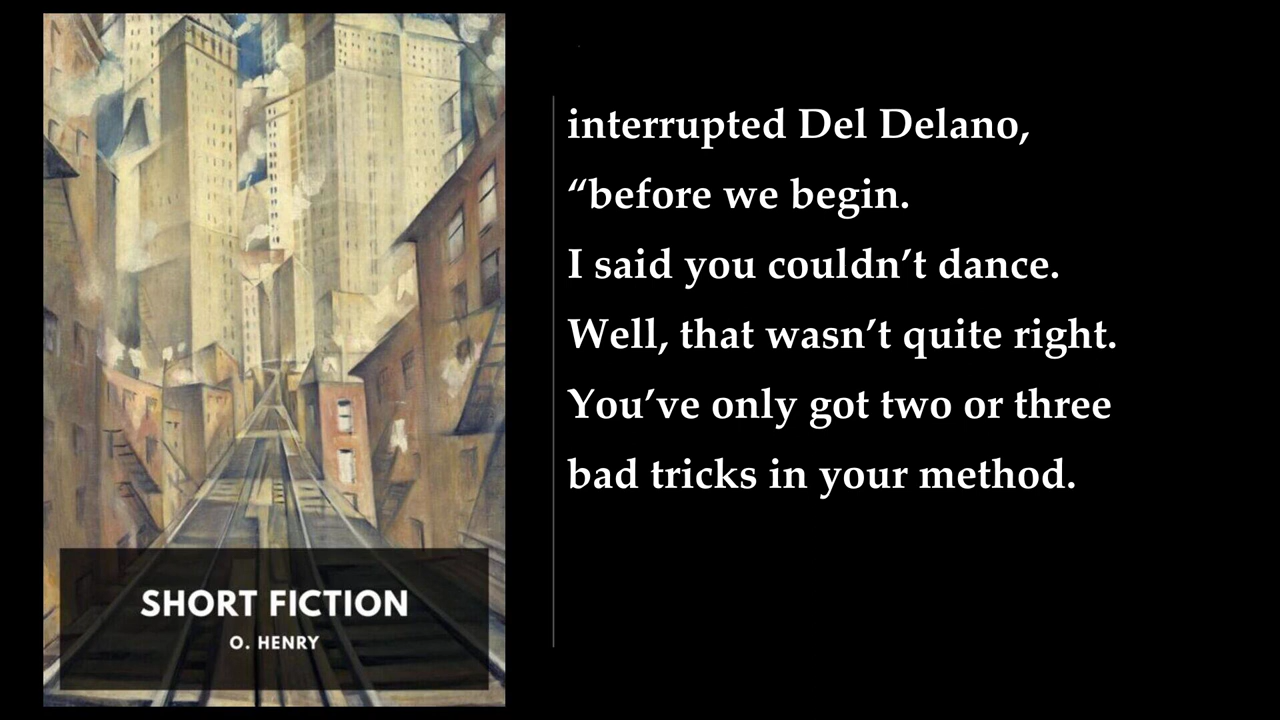 SHORT FICTION
O. HENRY
interrupted Del Delano,
“before we begin.
I said you couldn’t dance.
Well, that wasn’t quite right.
You’ve only got two or three
bad tricks in your method.